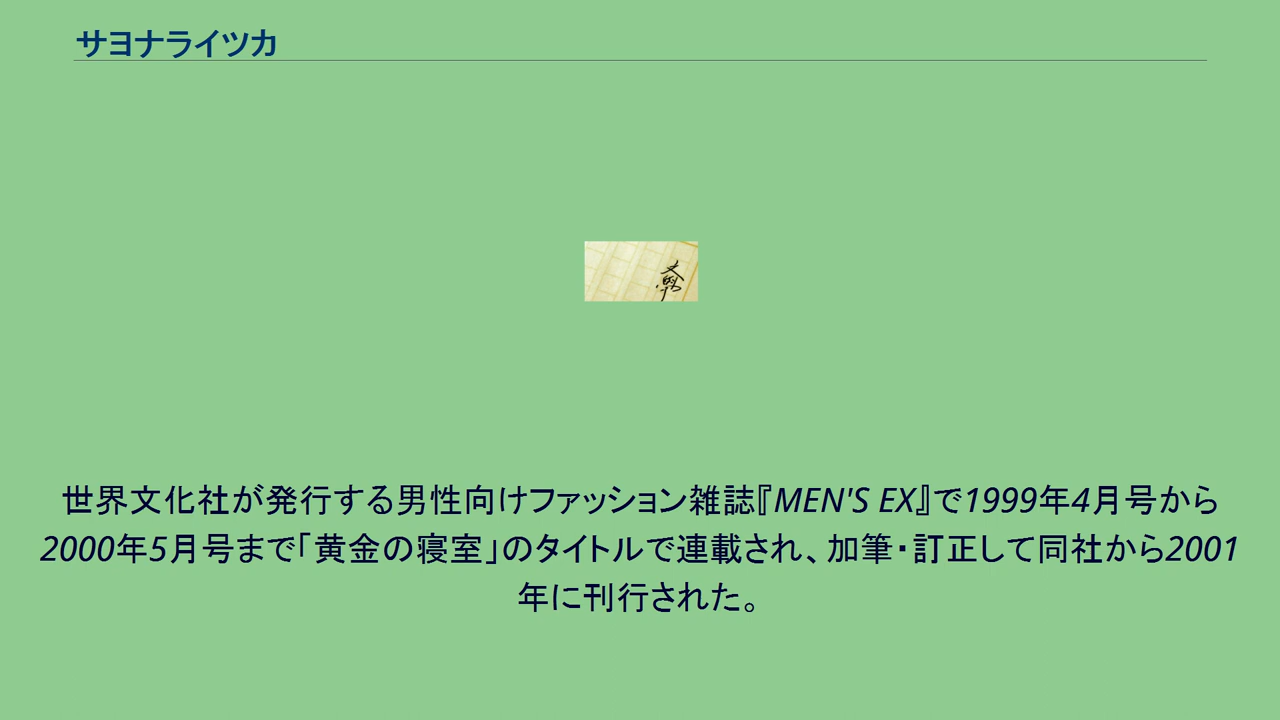 サヨナライツカ
世界文化社が発行する男性向けファッション雑誌『MEN'S EX』で1999年4月号から
2000年5月号まで「黄金の寝室」のタイトルで連載され、加筆・訂正して同社から2001
年に刊行された。